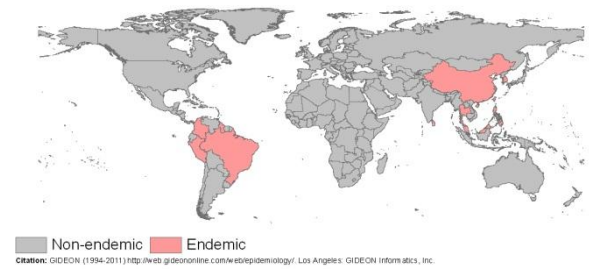 Non-endemic Endemic
Citation: GIDEON (1994-2011) http://web.gideononline.com/web/epidemiology/. Los Angeles: GIDEON Informatics, Inc.